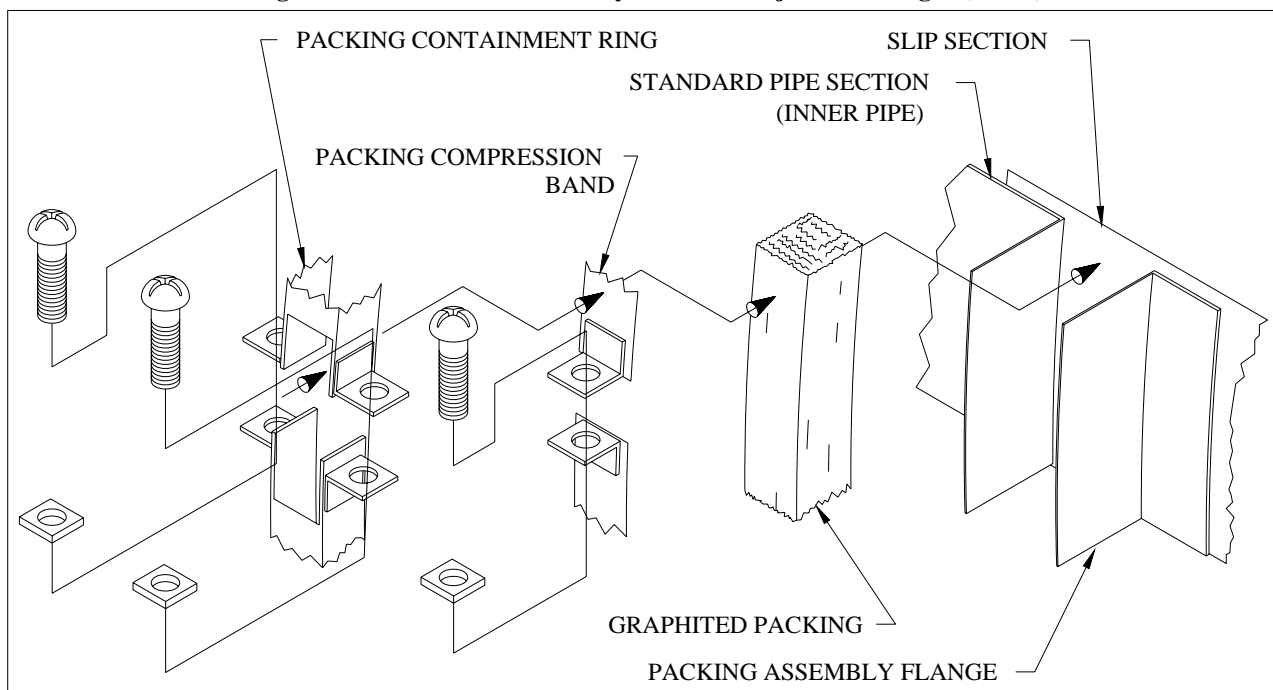 PACKING CONTAINMENT RING
SLIP SECTION
STANDARD PIPE SECTION
(INNER PIPE)
PACKING COMPRESSION
BAND
GRAPHITED PACKING
PACKING ASSEMBLY FLANGE